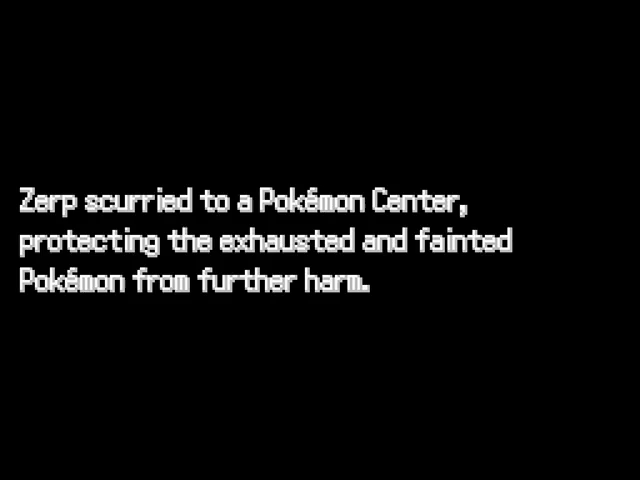 Zerp scurried to a Pokémon Center,
protecting the exhausted and fainted
Pokémon from further harm.